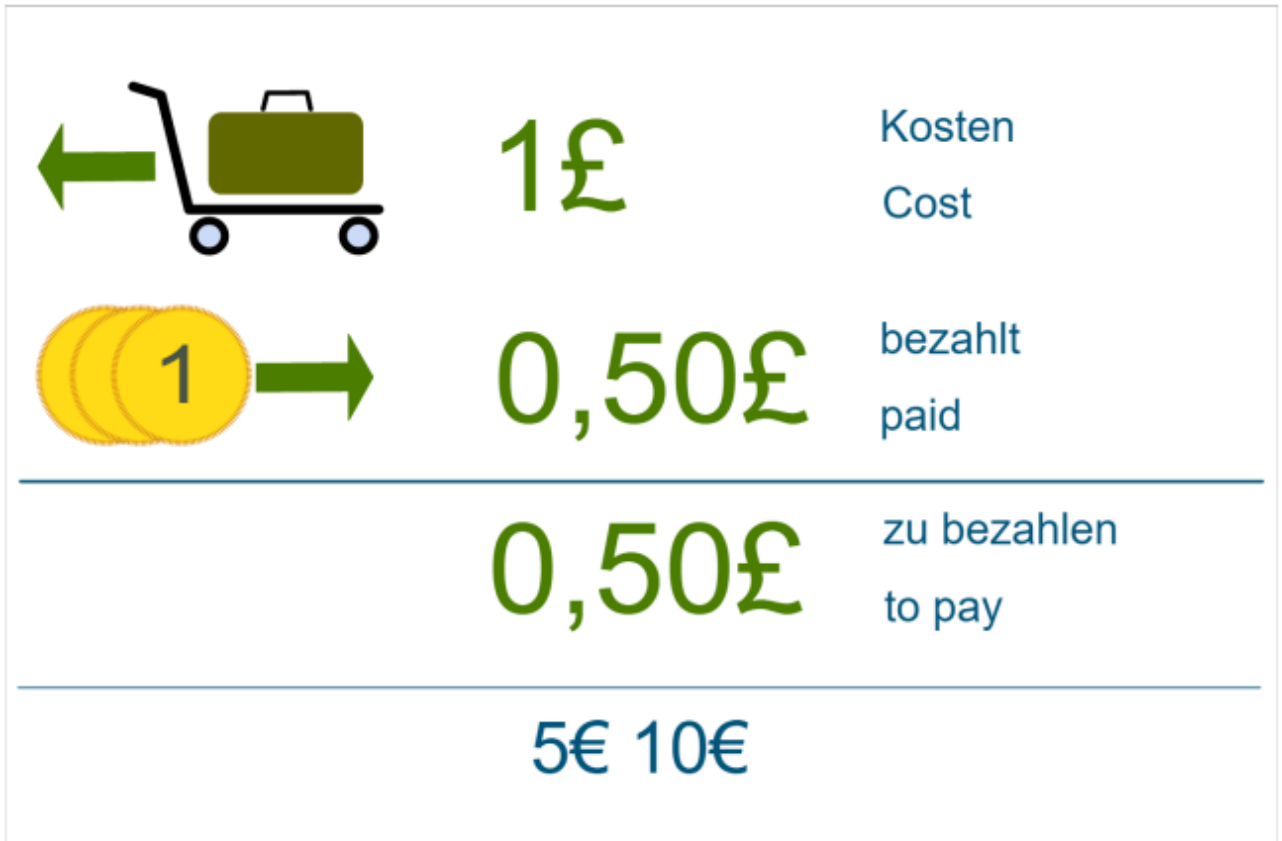 1£
Kosten
Cost
1
0,50£
bezahlt
paid
0,50£
zu bezahlen
to pay
5€ 10€